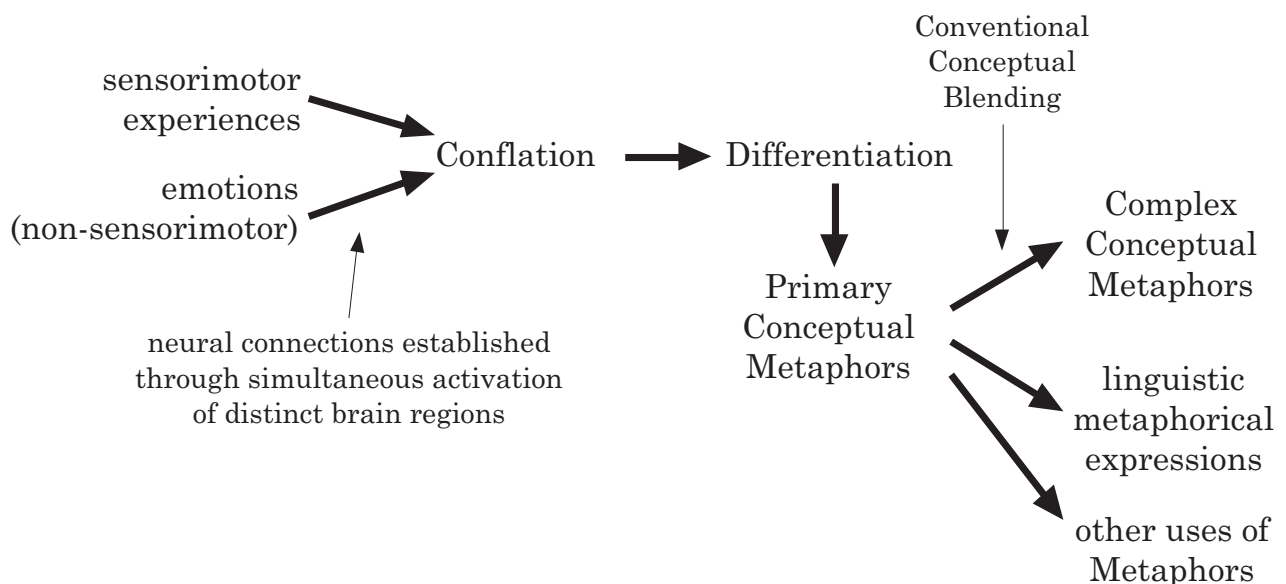 sensorimotor
experiences
emotions
(non-sensorimotor)
neural connections established
through simultaneous activation
of distinct brain regions
Conflation
Differentiation
Primary
Conceptual
Metaphors
Conventional
Conceptual
Blending
Complex
Conceptual
Metaphors
linguistic
metaphorical
expressions
other uses of
Metaphors